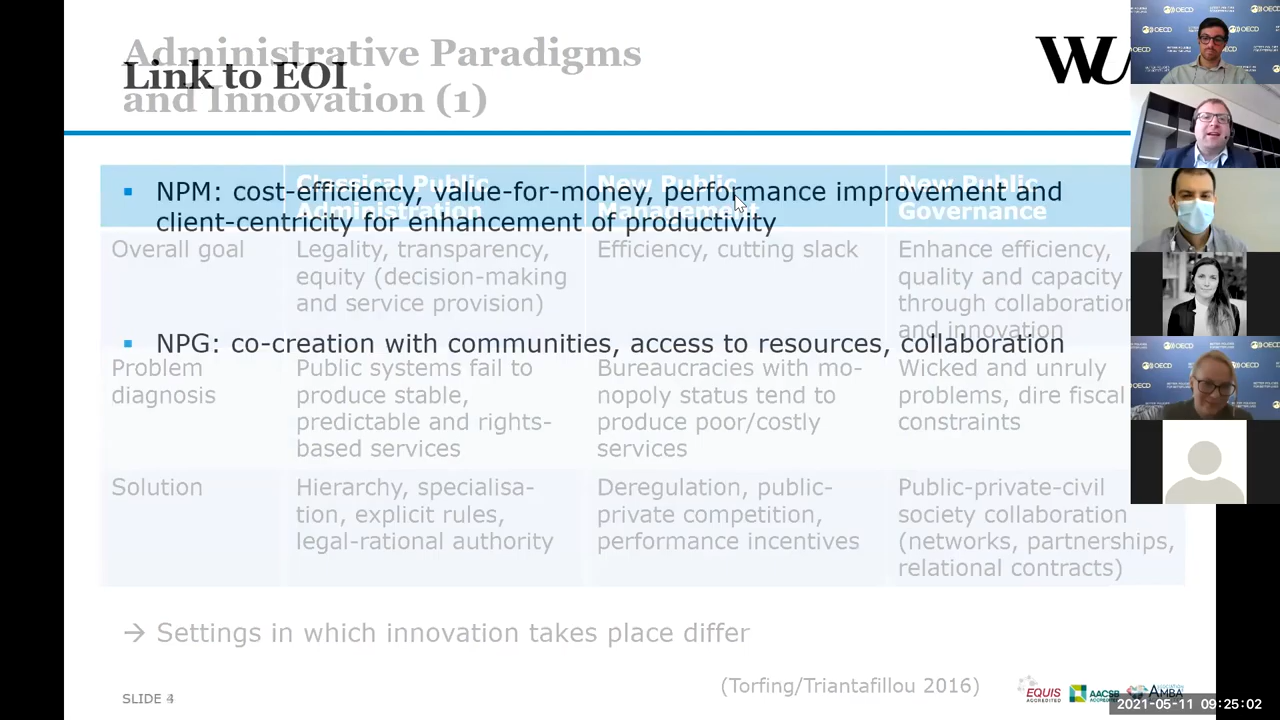 Administrative Paradigms
and Innovation (1)
Link to EOI
WU
OECD
OECD
OECD
NPM: cost-efficiency, value-for-money, performance improvement and
client-centricity for enhancement of productivity
NPG: co-creation with communities, access to resources, collaboration
Classical Public
Administration
New Public
Management
New Public
Governance
Overall goal
Legality, transparency,
equity (decision-making
and service provision)
Efficiency, cutting slack
Enhance efficiency,
quality and capacity
through collaboration
and innovation
Problem
diagnosis
Public systems fail to
produce stable,
predictable and rights-
based services
Bureaucracies with mo-
nopoly status tend to
produce poor/costly
services
Wicked and unruly
problems, dire fiscal
constraints
Solution
Hierarchy, specialisa-
tion, explicit rules,
legal-rational authority
Deregulation, public-
private competition,
performance incentives
Public-private-civil
society collaboration
(networks, partnerships,
relational contracts)
→ Settings in which innovation takes place differ
(Torfing/Triantafillou 2016)
SLIDE 4
EQUIS
ACCREDITED
AACSB
ACCREDITED
AMBA
2021-05-11 09:25:02